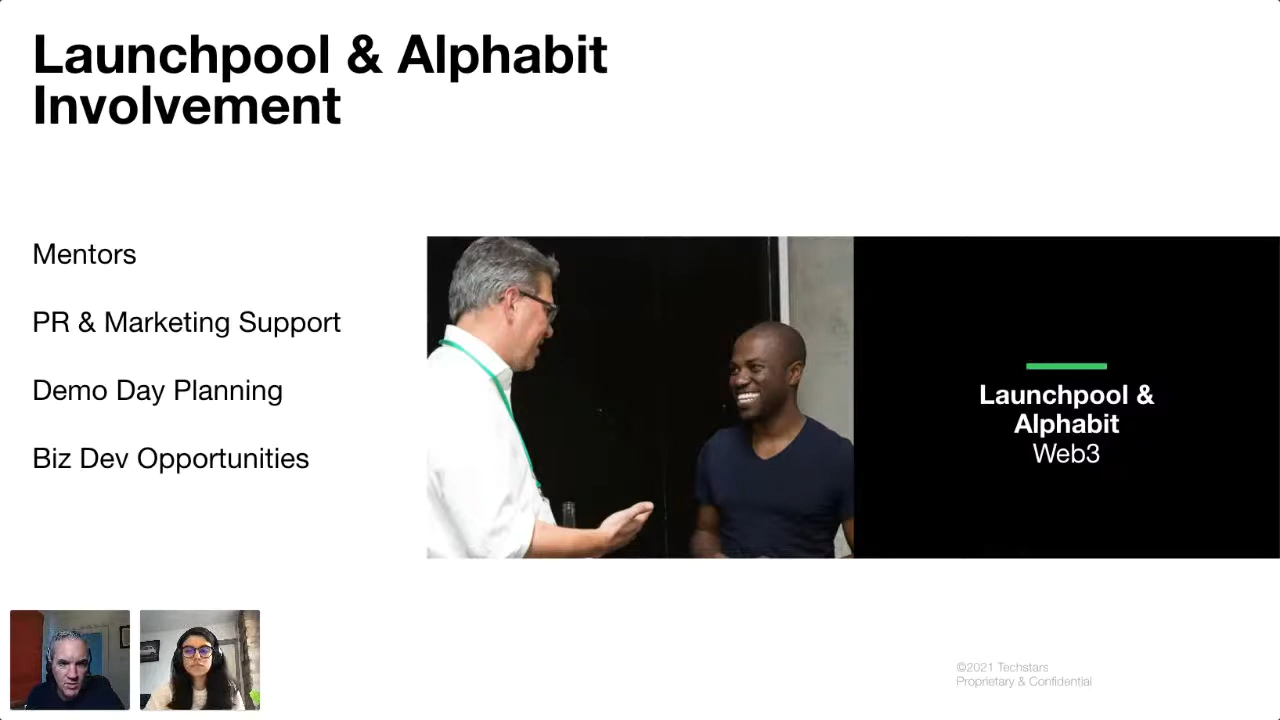 Launchpool & Alphabit
Involvement
Mentors
PR & Marketing Support
Demo Day Planning
Biz Dev Opportunities
Launchpool &
Alphabit
Web3
©2021 Techstars
Proprietary & Confidential